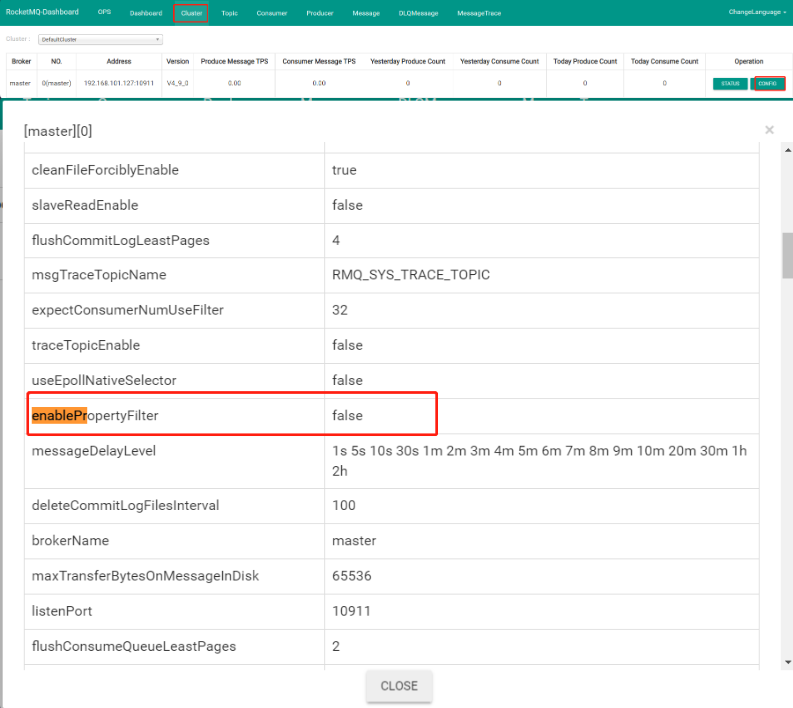 RocketMQ-Dashboard OPS Dashboard Cluster Topic Consumer Producer Message DLQMessage MessageTrace ChangeLanguage
Cluster : DefaultCluster
Broker NO. Address Version Produce Message TPS Consumer Message TPS Yesterday Produce Count Yesterday Consume Count Today Produce Count Today Consume Count Operation
master 0(master) 192.168.101.127:10911 V4_9_0 0.00 0.00 0 0 0 0 STATUS CONFIG
[master][0] ×
cleanFileForciblyEnable true
slaveReadEnable false
flushCommitLogLeastPages 4
msgTraceTopicName RMQ_SYS_TRACE_TOPIC
expectConsumerNumUseFilter 32
traceTopicEnable false
useEpollNativeSelector false
enablePropertyFilter false
messageDelayLevel 1s 5s 10s 30s 1m 2m 3m 4m 5m 6m 7m 8m 9m 10m 20m 30m 1h
2h
deleteCommitLogFilesInterval 100
brokerName master
maxTransferBytesOnMessageInDisk 65536
listenPort 10911
flushConsumeQueueLeastPages 2
CLOSE